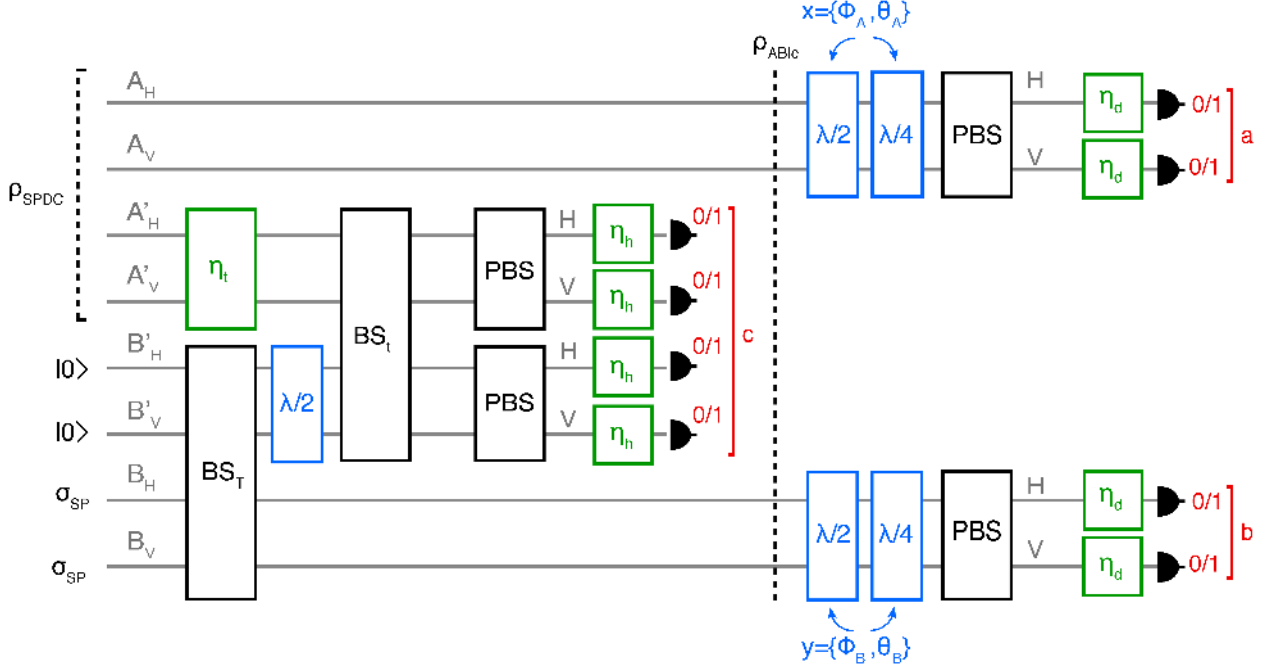 x={Φ_A,θ_A}
ρ_ABIc
A_H
λ/2
λ/4
PBS
H
η_d
0/1
a
A_V
V
η_d
0/1
ρ_SPDC
A'_H
η_t
BS_t
PBS
H
η_h
0/1
c
A'_V
V
η_h
0/1
|0>
B'_H
λ/2
PBS
H
η_h
0/1
|0>
B'_V
V
η_h
0/1
BS_T
σ_SP
B_H
λ/2
λ/4
PBS
H
η_d
0/1
b
σ_SP
B_V
V
η_d
0/1
y={Φ_B,θ_B}